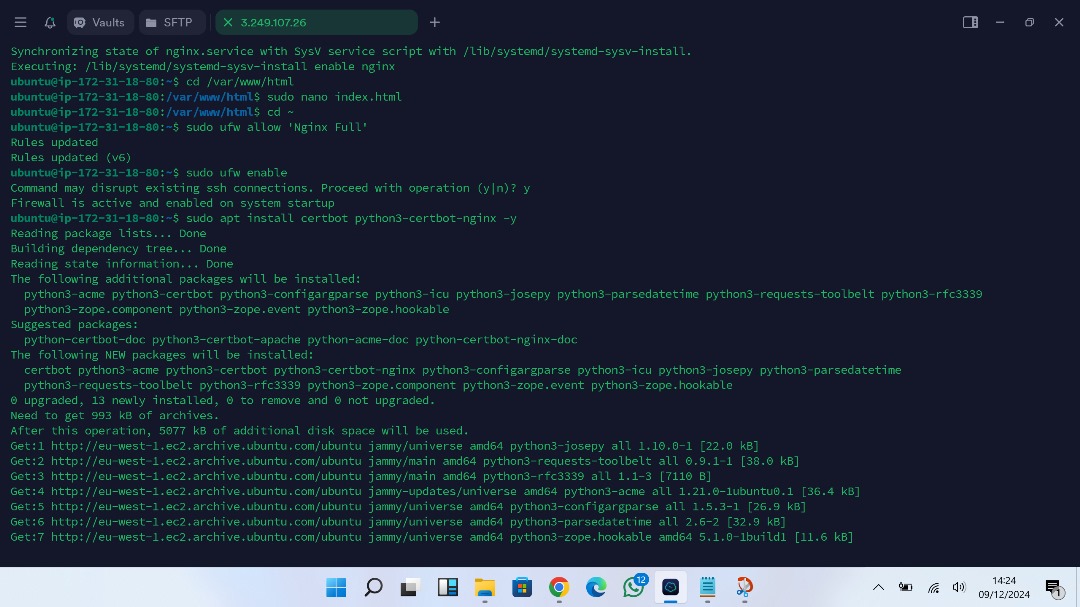 Vaults
SFTP
3.249.107.26
Synchronizing state of nginx.service with SysV service script with /lib/systemd/systemd-sysv-install.
Executing: /lib/systemd/systemd-sysv-install enable nginx
ubuntu@ip-172-31-18-80:~$ cd /var/www/html
ubuntu@ip-172-31-18-80:/var/www/html$ sudo nano index.html
ubuntu@ip-172-31-18-80:/var/www/html$ cd ~
ubuntu@ip-172-31-18-80:~$ sudo ufw allow 'Nginx Full'
Rules updated
Rules updated (v6)
ubuntu@ip-172-31-18-80:~$ sudo ufw enable
Command may disrupt existing ssh connections. Proceed with operation (y|n)? y
Firewall is active and enabled on system startup
ubuntu@ip-172-31-18-80:~$ sudo apt install certbot python3-certbot-nginx -y
Reading package lists... Done
Building dependency tree... Done
Reading state information... Done
The following additional packages will be installed:
python3-acme python3-certbot python3-configargparse python3-icu python3-josepy python3-parsedatetime python3-requests-toolbelt python3-rfc3339
python3-zope.component python3-zope.event python3-zope.hookable
Suggested packages:
python-certbot-doc python3-certbot-apache python-acme-doc python-certbot-nginx-doc
The following NEW packages will be installed:
certbot python3-acme python3-certbot python3-certbot-nginx python3-configargparse python3-icu python3-josepy python3-parsedatetime
python3-requests-toolbelt python3-rfc3339 python3-zope.component python3-zope.event python3-zope.hookable
0 upgraded, 13 newly installed, 0 to remove and 0 not upgraded.
Need to get 993 kB of archives.
After this operation, 5077 kB of additional disk space will be used.
Get:1 http://eu-west-1.ec2.archive.ubuntu.com/ubuntu jammy/universe amd64 python3-josepy all 1.10.0-1 [22.0 kB]
Get:2 http://eu-west-1.ec2.archive.ubuntu.com/ubuntu jammy/main amd64 python3-requests-toolbelt all 0.9.1-1 [38.0 kB]
Get:3 http://eu-west-1.ec2.archive.ubuntu.com/ubuntu jammy/main amd64 python3-rfc3339 all 1.1-3 [7110 B]
Get:4 http://eu-west-1.ec2.archive.ubuntu.com/ubuntu jammy-updates/universe amd64 python3-acme all 1.21.0-1ubuntu0.1 [36.4 kB]
Get:5 http://eu-west-1.ec2.archive.ubuntu.com/ubuntu jammy/universe amd64 python3-configargparse all 1.5.3-1 [26.9 kB]
Get:6 http://eu-west-1.ec2.archive.ubuntu.com/ubuntu jammy/universe amd64 python3-parsedatetime all 2.6-2 [32.9 kB]
Get:7 http://eu-west-1.ec2.archive.ubuntu.com/ubuntu jammy/universe amd64 python3-zope.hookable amd64 5.1.0-1build1 [11.6 kB]
12
14:24
09/12/2024
1